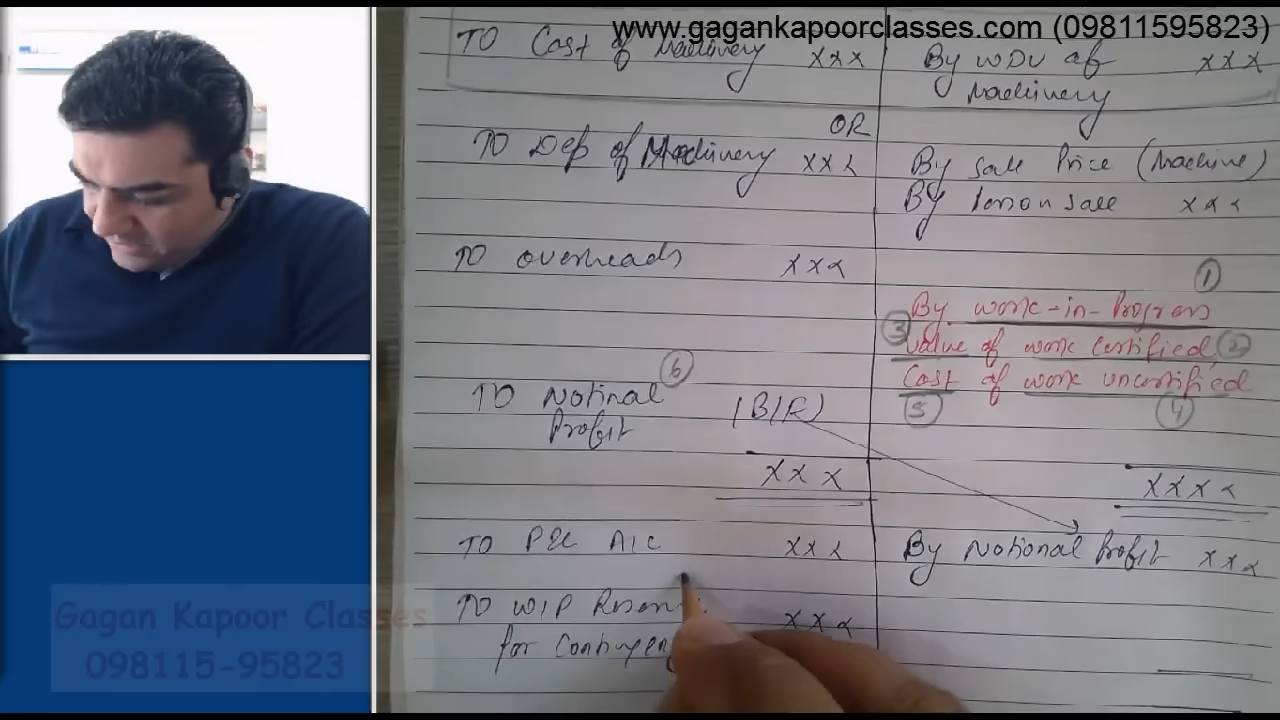 www.gagankapoorclasses.com (09811595823)
TO Cost of Machinery xxx By WDV of xxx
Machinery
OR
TO Dep of Machinery xxx By Sale Price (Machine)
By loss on sale xxx
TO overheads xxx
1
By work-in-Progress
3 Value of work certified 2
Cost of work uncertified
6
TO Notinal (B/F)
Profit
5 4
xxx xxxx
TO P&L A/C xxx By Notional Profit xxx
TO WIP xxx
for
Gagan Kapoor Classes
098115-95823